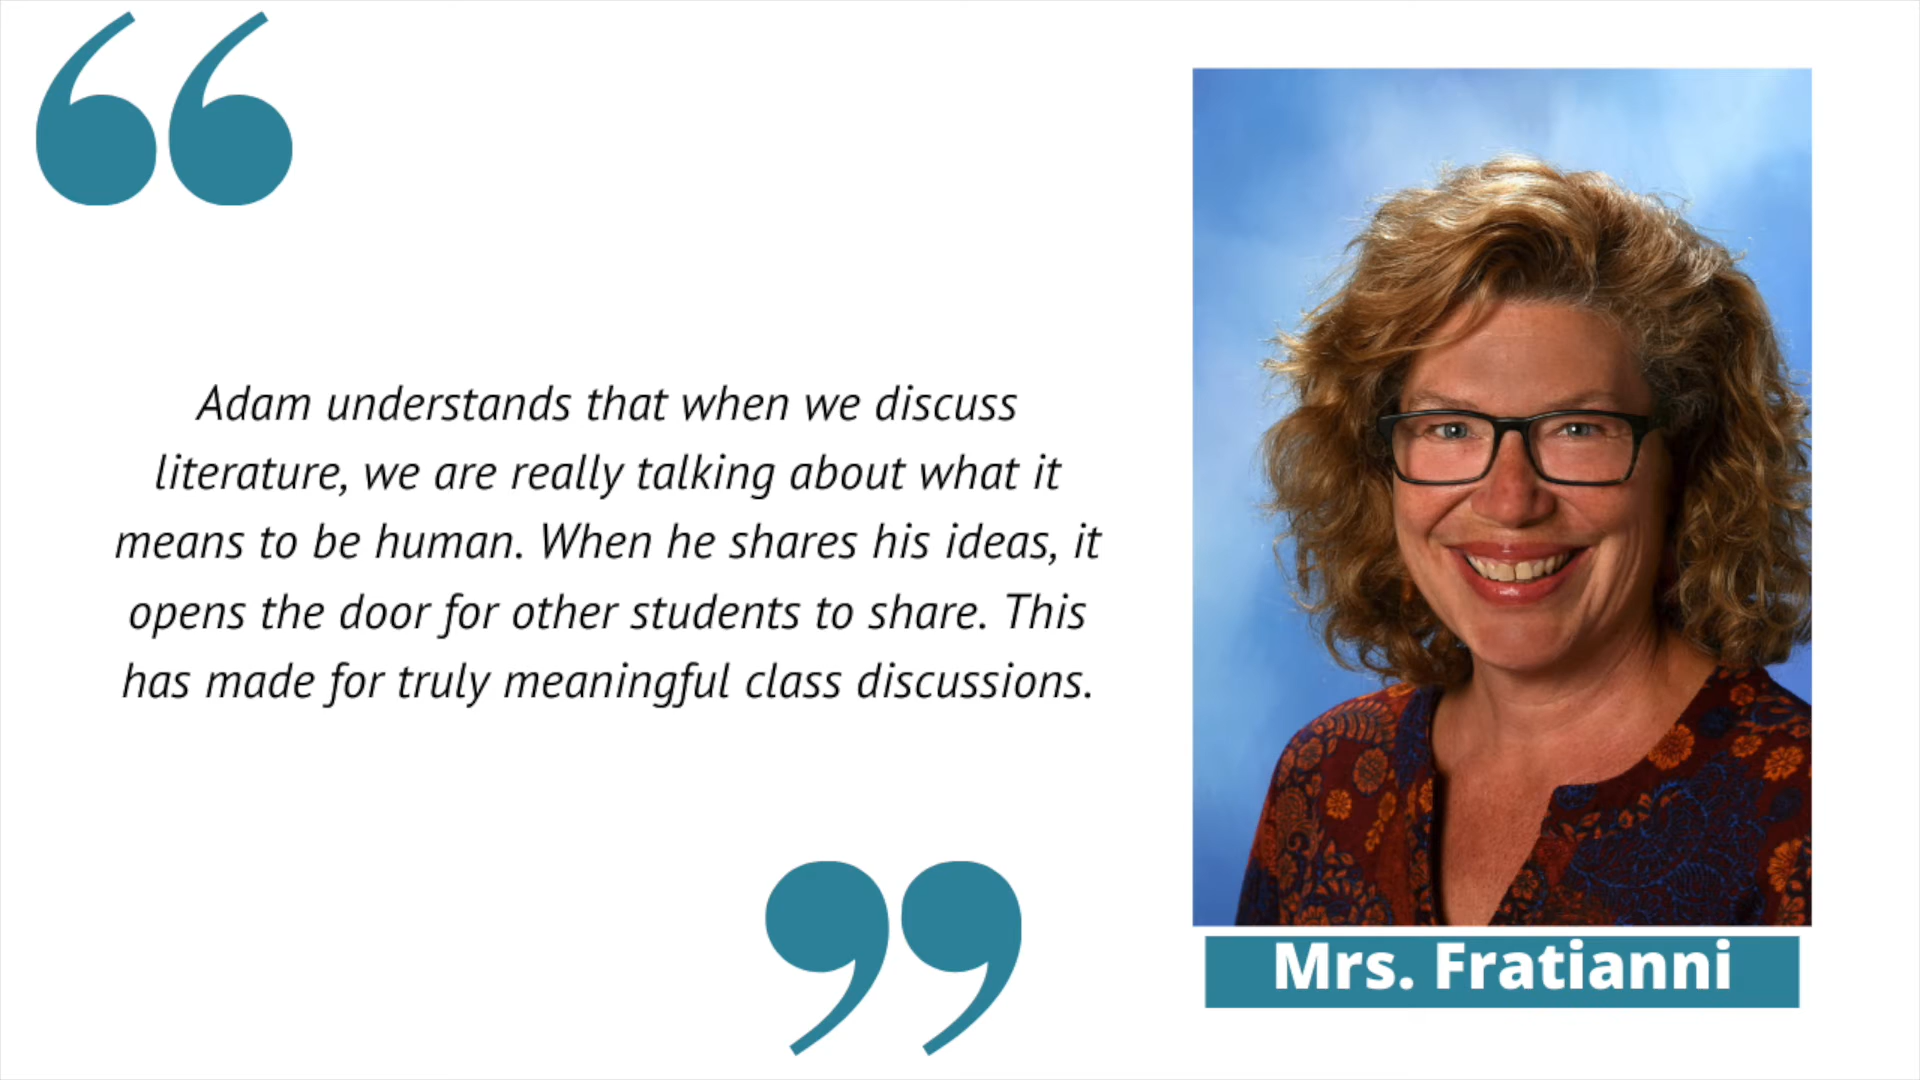 Adam understands that when we discuss
literature, we are really talking about what it
means to be human. When he shares his ideas, it
opens the door for other students to share. This
has made for truly meaningful class discussions.
Mrs. Fratianni